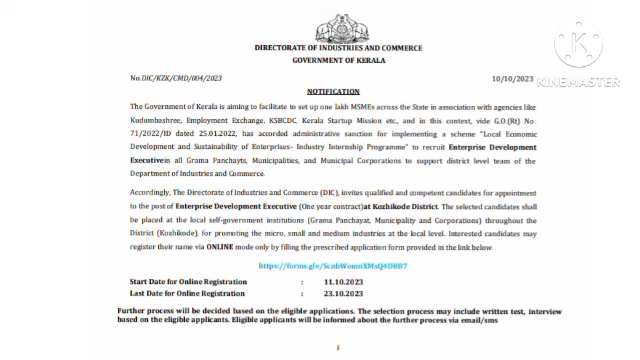 DIRECTORATE OF INDUSTRIES AND COMMERCE
GOVERNMENT OF KERALA
No.DIC/KZK/CMD/004/2023
10/10/2023
K
KINEMASTER
NOTIFICATION
The Government of Kerala is aiming to facilitate to set up one lakh MSMEs across the State in association with agencies like
Kudumbashree, Employment Exchange, KSBCDC, Kerala Startup Mission etc., and in this context, vide G.O.(Rt) No.
71/2022/ID dated 25.01.2022, has accorded administrative sanction for implementing a scheme "Local Economic
Development and Sustainability of Enterprises- Industry Internship Programme" to recruit Enterprise Development
Executivein all Grama Panchayts, Municipalities, and Municipal Corporations to support district level team of the
Department of Industries and Commerce.
Accordingly, The Directorate of Industries and Commerce (DIC), invites qualified and competent candidates for appointment
to the post of Enterprise Development Executive (One year contract)at Kozhikode District. The selected candidates shall
be placed at the local self-government institutions (Grama Panchayat, Municipality and Corporations) throughout the
District (Kozhikode), for promoting the micro, small and medium industries at the local level. Interested candidates may
register their name via ONLINE mode only by filling the prescribed application form provided in the link below.
https://forms.gle/ScnbWomnXMsQ4DBB7
Start Date for Online Registration : 11.10.2023
Last Date for Online Registration : 23.10.2023
Further process will be decided based on the eligible applications. The selection process may include written test, interview
based on the eligible applicants. Eligible applicants will be informed about the further process via email/sms
1